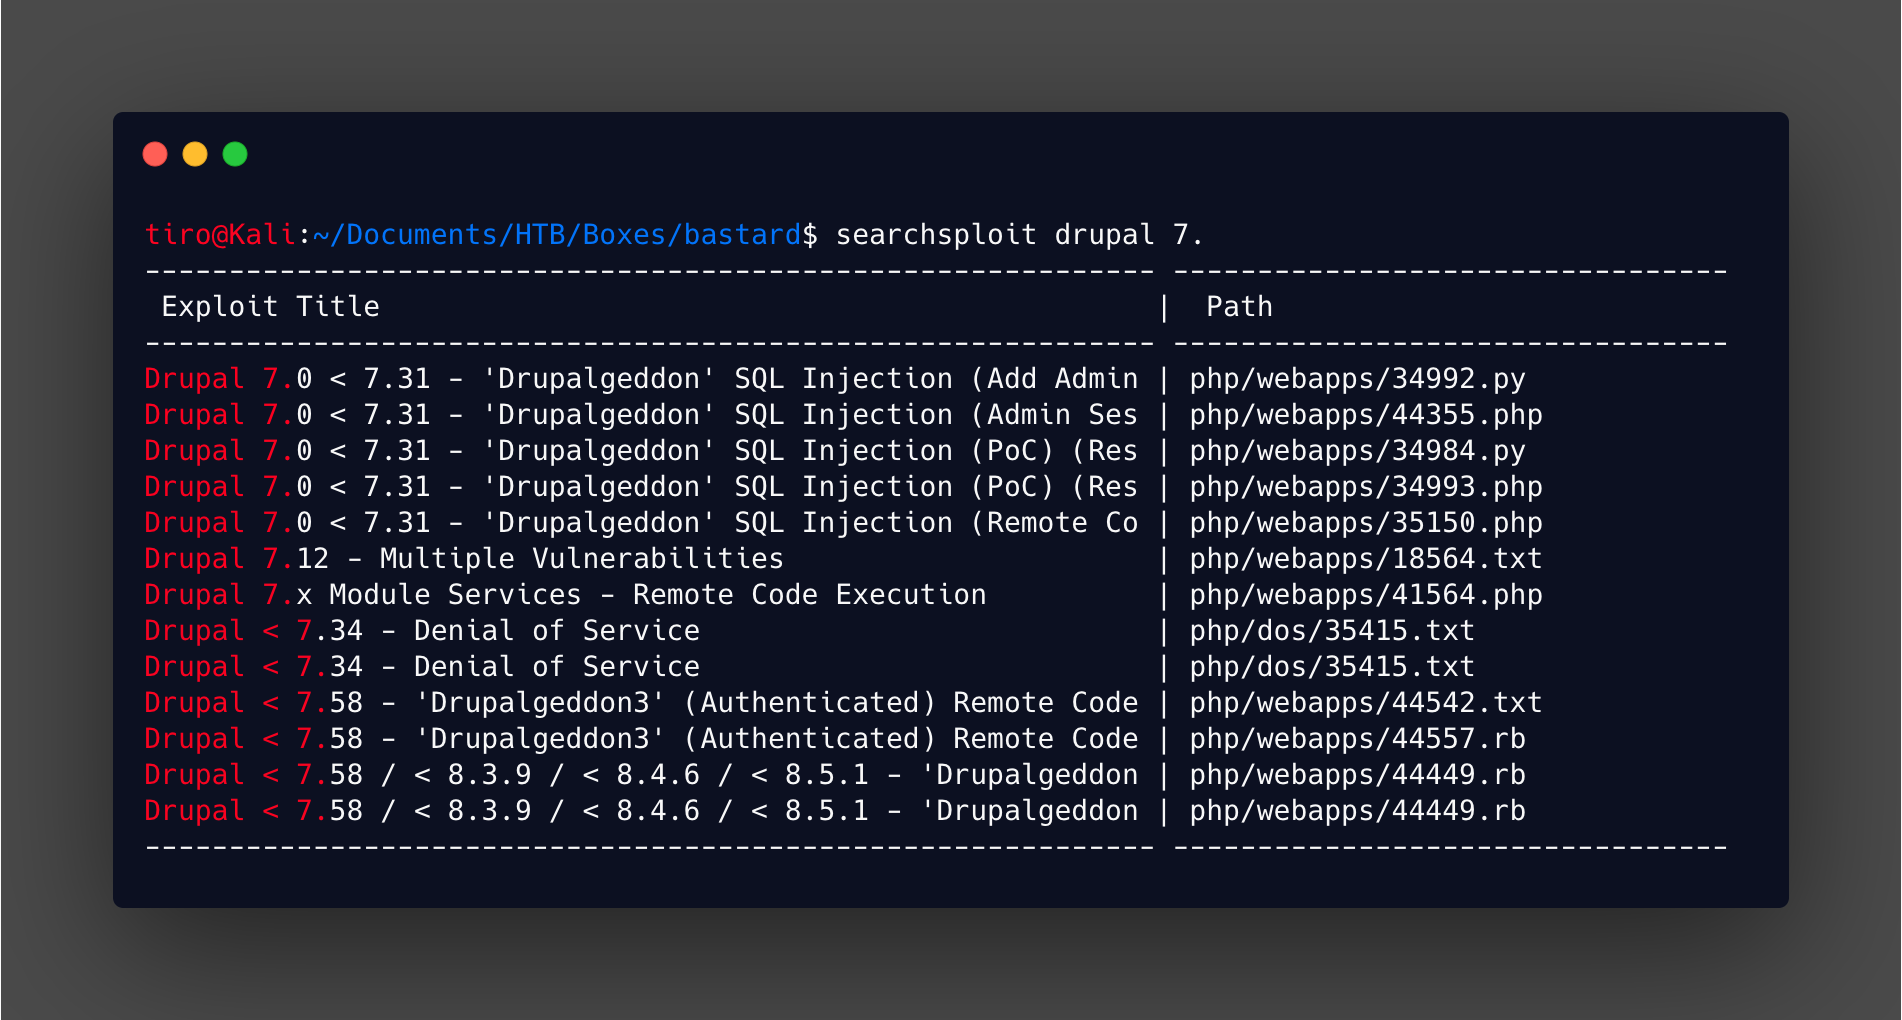 tiro@Kali:~/Documents/HTB/Boxes/bastard$ searchsploit drupal 7.
------------------------------------------------------------ ---------------------------------
 Exploit Title                                              |  Path
------------------------------------------------------------ ---------------------------------
Drupal 7.0 < 7.31 - 'Drupalgeddon' SQL Injection (Add Admin | php/webapps/34992.py
Drupal 7.0 < 7.31 - 'Drupalgeddon' SQL Injection (Admin Ses | php/webapps/44355.php
Drupal 7.0 < 7.31 - 'Drupalgeddon' SQL Injection (PoC) (Res | php/webapps/34984.py
Drupal 7.0 < 7.31 - 'Drupalgeddon' SQL Injection (PoC) (Res | php/webapps/34993.php
Drupal 7.0 < 7.31 - 'Drupalgeddon' SQL Injection (Remote Co | php/webapps/35150.php
Drupal 7.12 - Multiple Vulnerabilities                      | php/webapps/18564.txt
Drupal 7.x Module Services - Remote Code Execution          | php/webapps/41564.php
Drupal < 7.34 - Denial of Service                           | php/dos/35415.txt
Drupal < 7.34 - Denial of Service                           | php/dos/35415.txt
Drupal < 7.58 - 'Drupalgeddon3' (Authenticated) Remote Code | php/webapps/44542.txt
Drupal < 7.58 - 'Drupalgeddon3' (Authenticated) Remote Code | php/webapps/44557.rb
Drupal < 7.58 / < 8.3.9 / < 8.4.6 / < 8.5.1 - 'Drupalgeddon | php/webapps/44449.rb
Drupal < 7.58 / < 8.3.9 / < 8.4.6 / < 8.5.1 - 'Drupalgeddon | php/webapps/44449.rb
------------------------------------------------------------ ---------------------------------